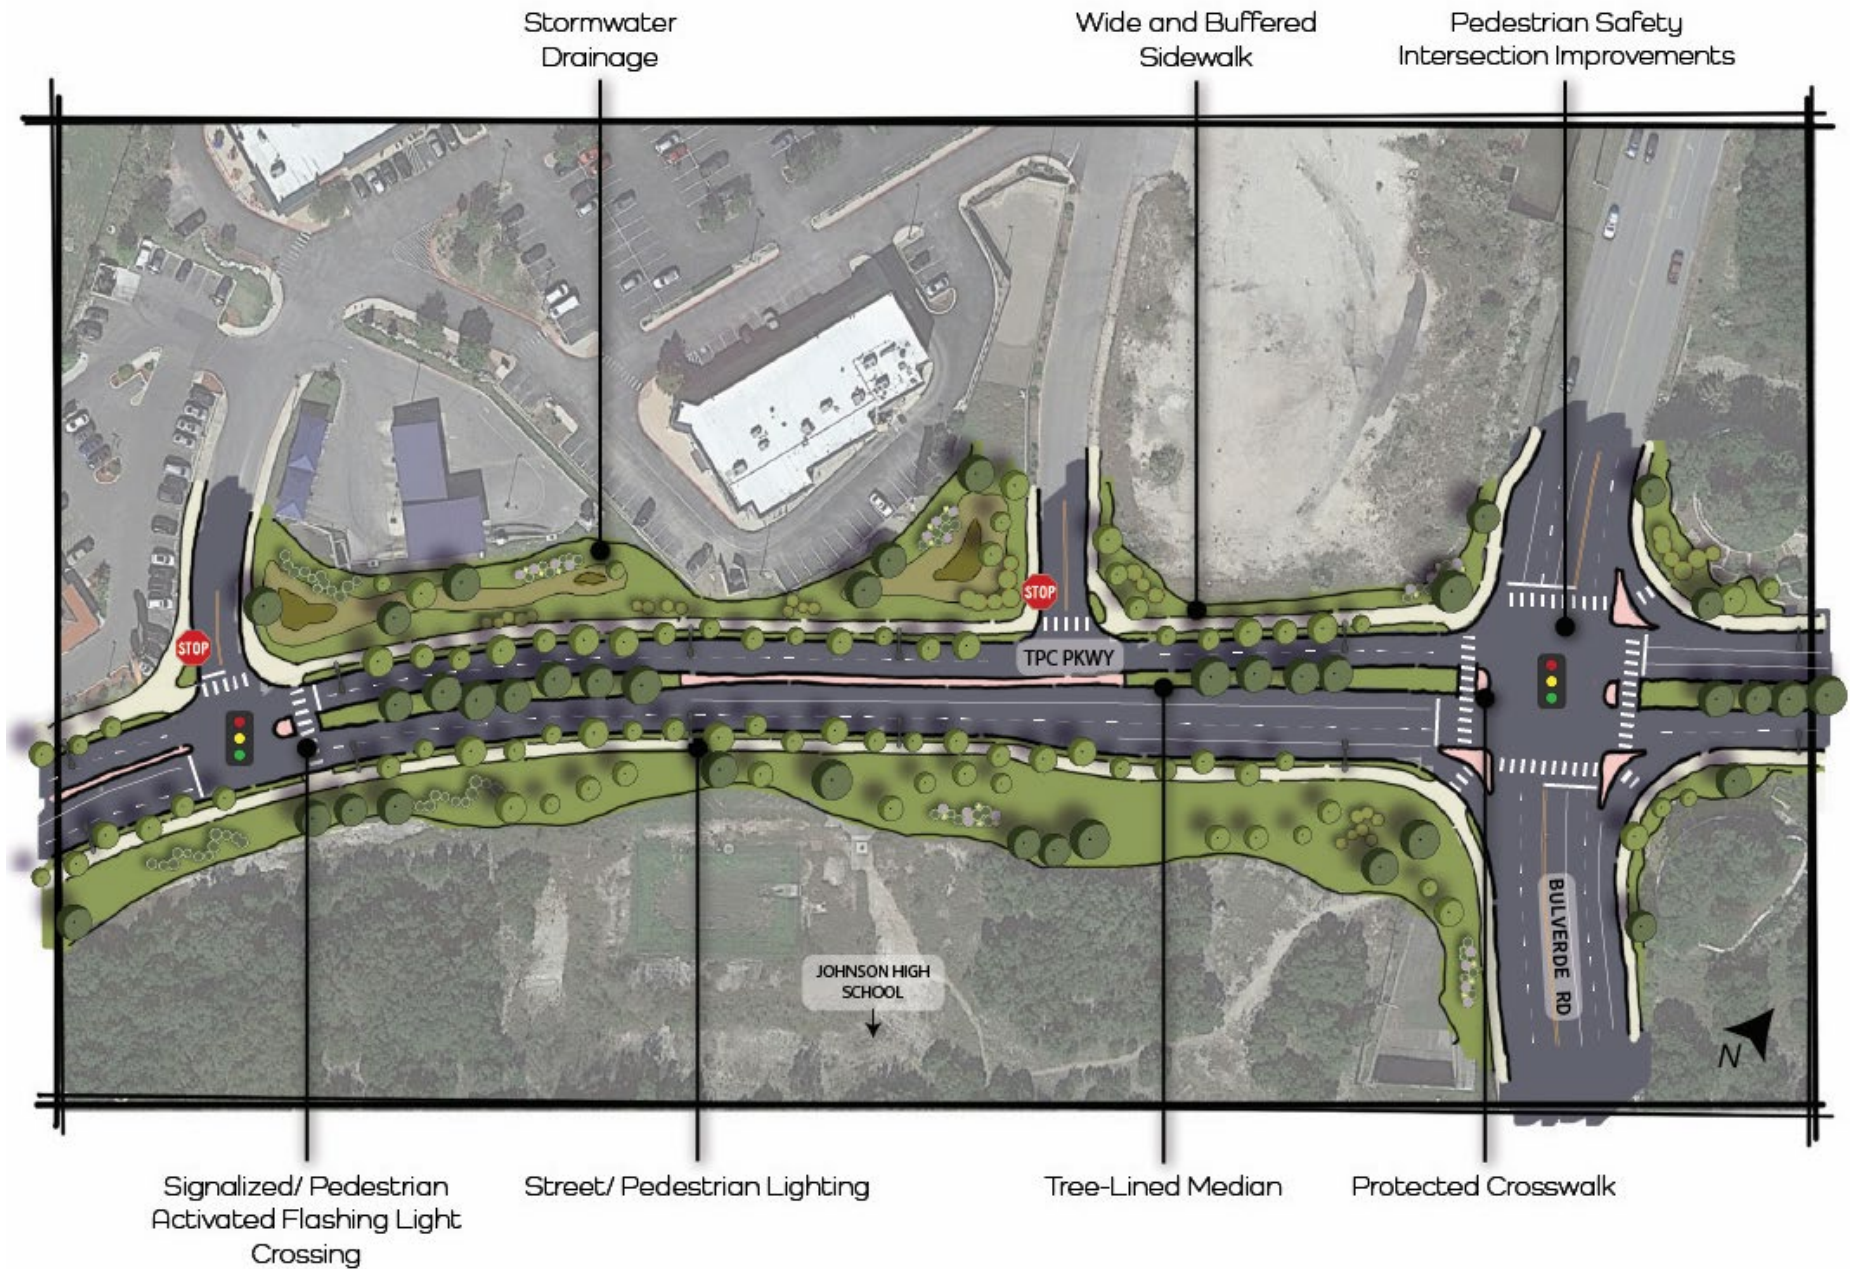 Stormwater
Drainage
Wide and Buffered
Sidewalk
Pedestrian Safety
Intersection Improvements
STOP
STOP
TPC PKWY
BULVERDE RD
JOHNSON HIGH
SCHOOL
N
Signalized/ Pedestrian
Activated Flashing Light
Crossing
Street/ Pedestrian Lighting
Tree-Lined Median
Protected Crosswalk